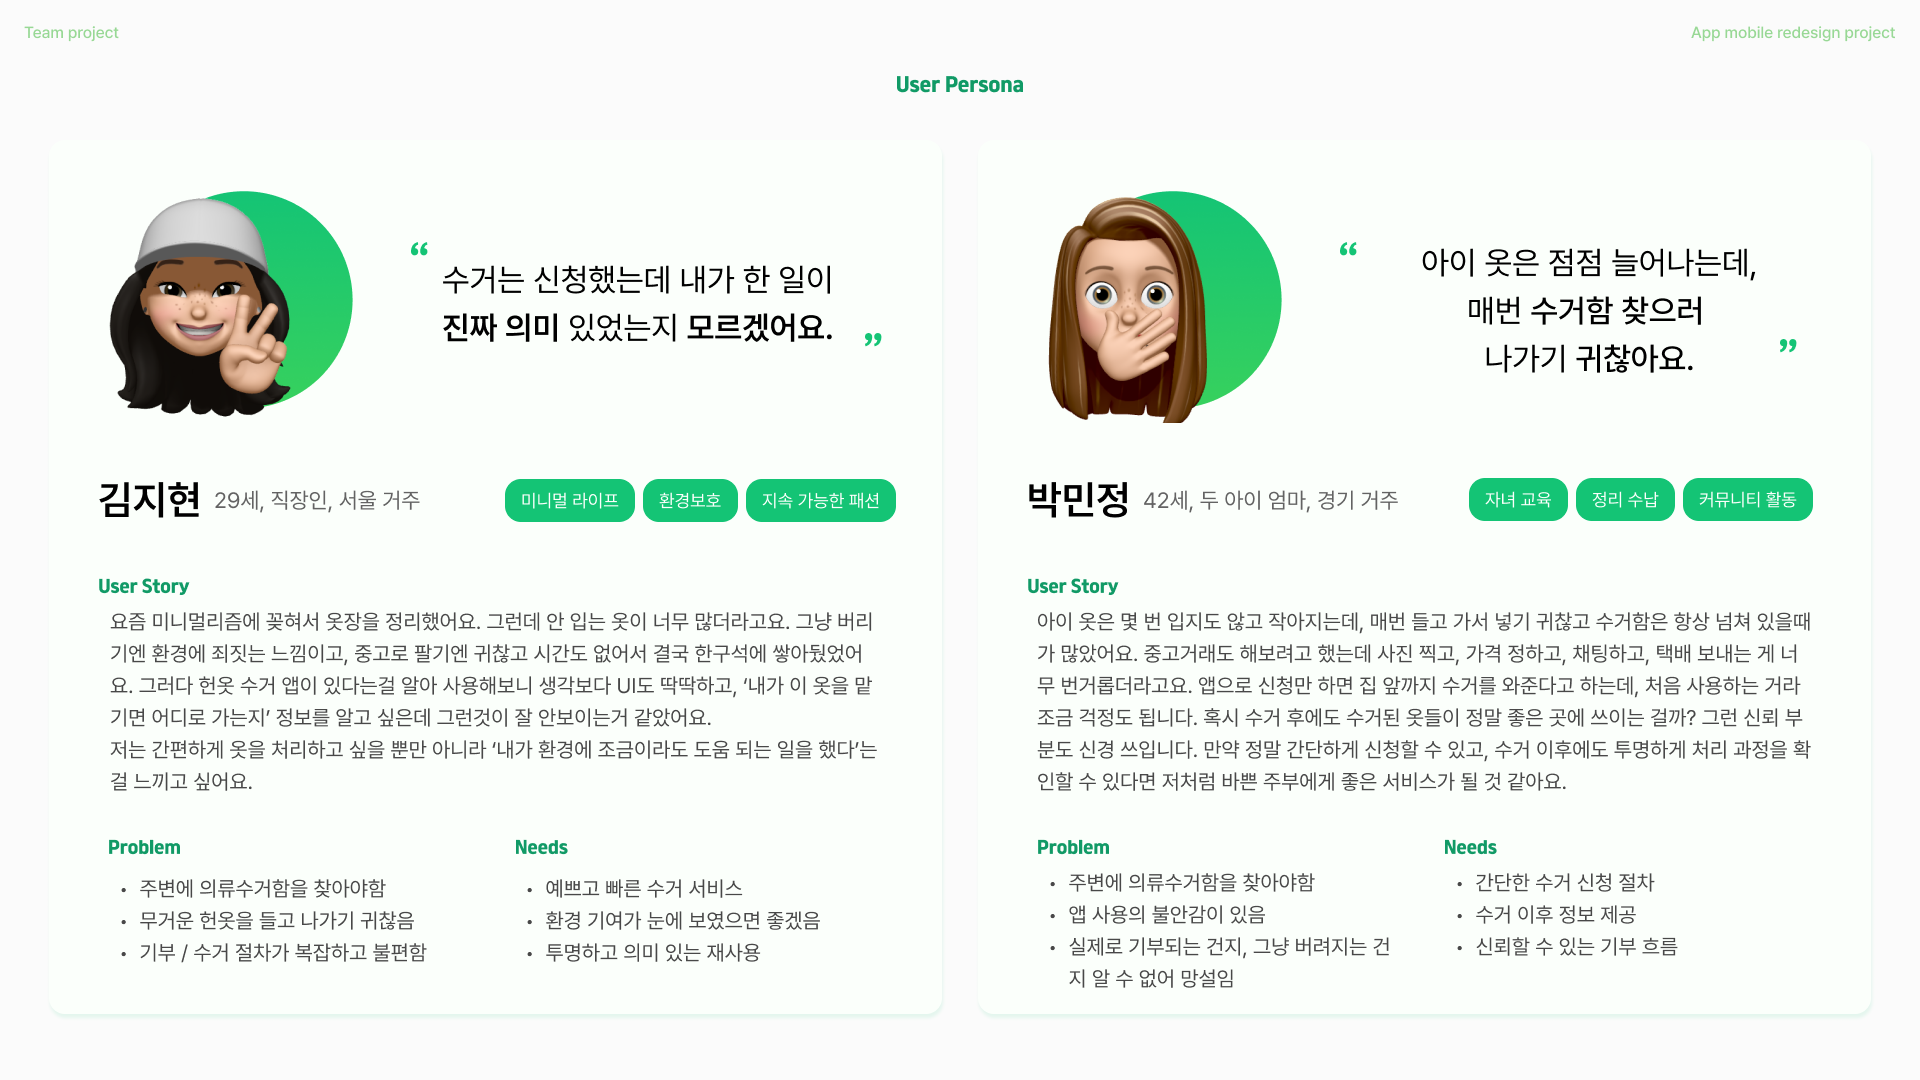 Team project
App mobile redesign project
User Persona
“
수거는 신청했는데 내가 한 일이
진짜 의미 있었는지 모르겠어요.
”
김지현 29세, 직장인, 서울 거주
미니멀 라이프
환경보호
지속 가능한 패션
User Story
요즘 미니멀리즘에 꽂혀서 옷장을 정리했어요. 그런데 안 입는 옷이 너무 많더라고요. 그냥 버리
기엔 환경에 죄짓는 느낌이고, 중고로 팔기엔 귀찮고 시간도 없어서 결국 한구석에 쌓아뒀었어
요. 그러다 헌옷 수거 앱이 있다는걸 알아 사용해보니 생각보다 UI도 딱딱하고, ‘내가 이 옷을 맡
기면 어디로 가는지’ 정보를 알고 싶은데 그런것이 잘 안보이는거 같았어요.
저는 간편하게 옷을 처리하고 싶을 뿐만 아니라 ‘내가 환경에 조금이라도 도움 되는 일을 했다’는
걸 느끼고 싶어요.
Problem
• 주변에 의류수거함을 찾아야함
• 무거운 헌옷을 들고 나가기 귀찮음
• 기부 / 수거 절차가 복잡하고 불편함
Needs
• 예쁘고 빠른 수거 서비스
• 환경 기여가 눈에 보였으면 좋겠음
• 투명하고 의미 있는 재사용
“
아이 옷은 점점 늘어나는데,
매번 수거함 찾으러
나가기 귀찮아요.
”
박민정 42세, 두 아이 엄마, 경기 거주
자녀 교육
정리 수납
커뮤니티 활동
User Story
아이 옷은 몇 번 입지도 않고 작아지는데, 매번 들고 가서 넣기 귀찮고 수거함은 항상 넘쳐 있을때
가 많았어요. 중고거래도 해보려고 했는데 사진 찍고, 가격 정하고, 채팅하고, 택배 보내는 게 너
무 번거롭더라고요. 앱으로 신청만 하면 집 앞까지 수거를 와준다고 하는데, 처음 사용하는 거라
조금 걱정도 됩니다. 혹시 수거 후에도 수거된 옷들이 정말 좋은 곳에 쓰이는 걸까? 그런 신뢰 부
분도 신경 쓰입니다. 만약 정말 간단하게 신청할 수 있고, 수거 이후에도 투명하게 처리 과정을 확
인할 수 있다면 저처럼 바쁜 주부에게 좋은 서비스가 될 것 같아요.
Problem
• 주변에 의류수거함을 찾아야함
• 앱 사용의 불안감이 있음
• 실제로 기부되는 건지, 그냥 버려지는 건
지 알 수 없어 망설임
Needs
• 간단한 수거 신청 절차
• 수거 이후 정보 제공
• 신뢰할 수 있는 기부 흐름